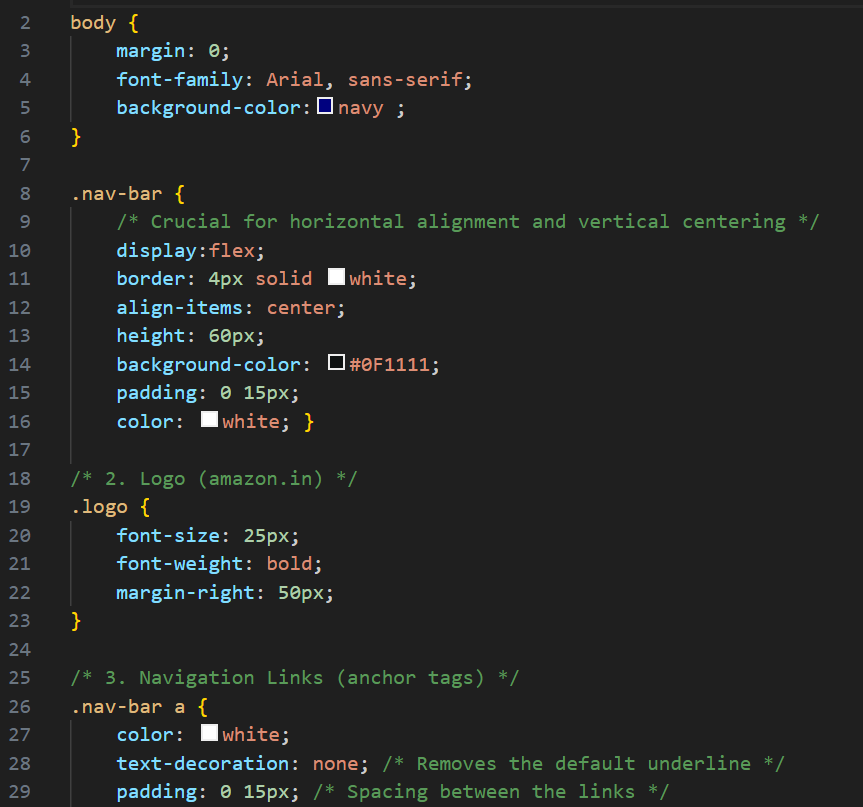 2 body {
3     margin: 0;
4     font-family: Arial, sans-serif;
5     background-color: navy ;
6 }
7
8 .nav-bar {
9     /* Crucial for horizontal alignment and vertical centering */
10     display:flex;
11     border: 4px solid white;
12     align-items: center;
13     height: 60px;
14     background-color: #0F1111;
15     padding: 0 15px;
16     color: white; }
17
18 /* 2. Logo (amazon.in) */
19 .logo {
20     font-size: 25px;
21     font-weight: bold;
22     margin-right: 50px;
23 }
24
25 /* 3. Navigation Links (anchor tags) */
26 .nav-bar a {
27     color: white;
28     text-decoration: none; /* Removes the default underline */
29     padding: 0 15px; /* Spacing between the links */